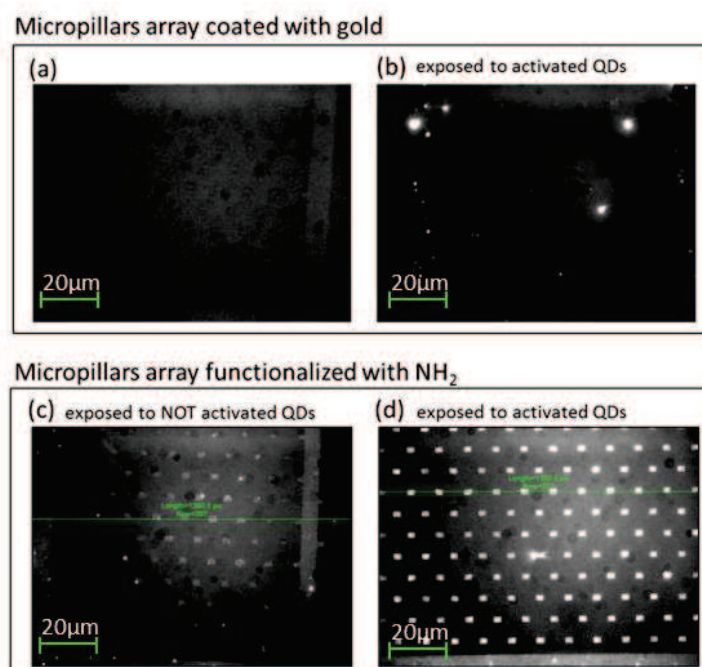 Micropillars array coated with gold
(a)
(b) exposed to activated QDs
20μm
20μm
Micropillars array functionalized with NH₂
(c) exposed to NOT activated QDs
(d) exposed to activated QDs
20μm
20μm